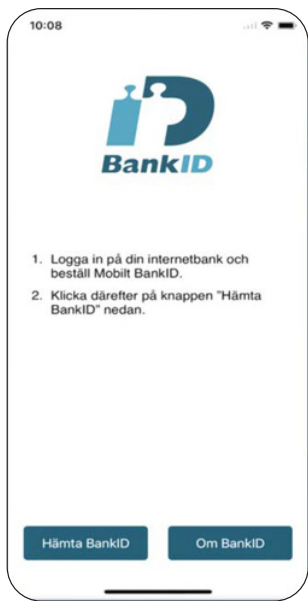 10:08
BankID
1. Logga in på din internetbank och
beställ Mobilt BankID.
2. Klicka därefter på knappen "Hämta
BankID" nedan.
Hämta BankID
Om BankID